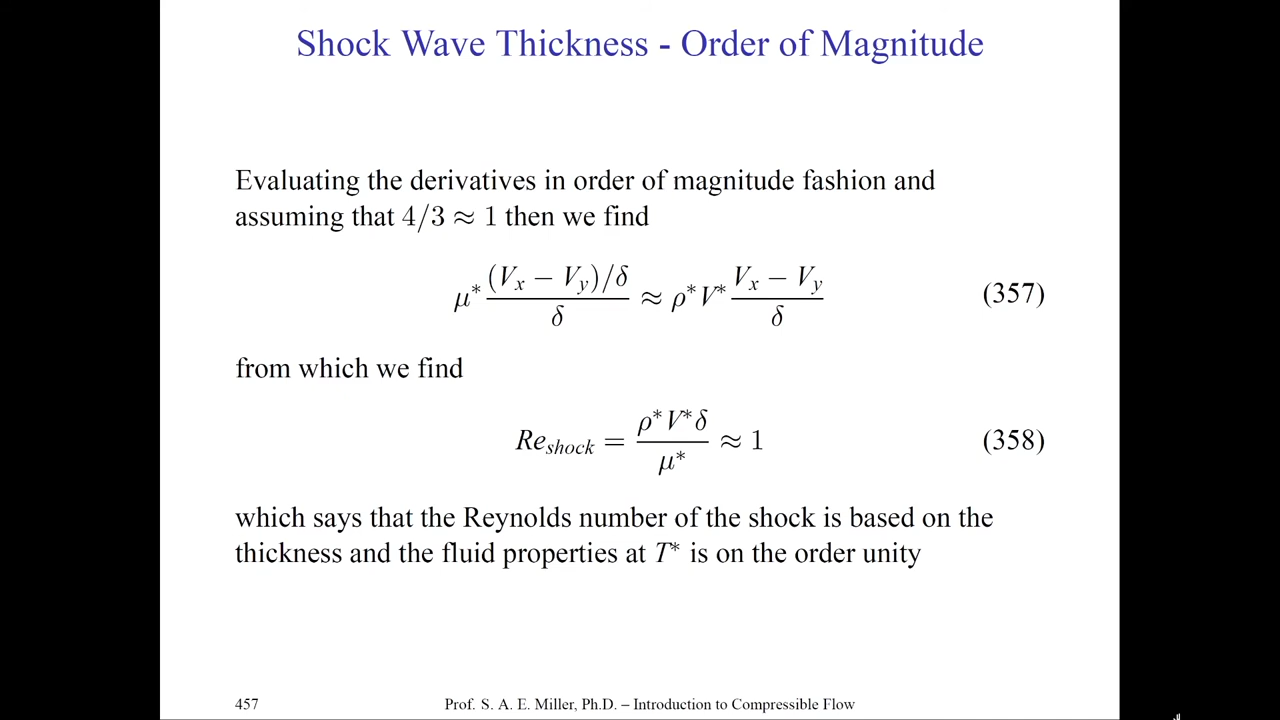 Shock Wave Thickness - Order of Magnitude
Evaluating the derivatives in order of magnitude fashion and
assuming that 4/3 ≈ 1 then we find
μ* ((Vₓ − V_y)/δ)/δ ≈ ρ*V* (Vₓ − V_y)/δ (357)
from which we find
Re_shock = ρ*V*δ/μ* ≈ 1 (358)
which says that the Reynolds number of the shock is based on the
thickness and the fluid properties at T* is on the order unity
457 Prof. S. A. E. Miller, Ph.D. – Introduction to Compressible Flow